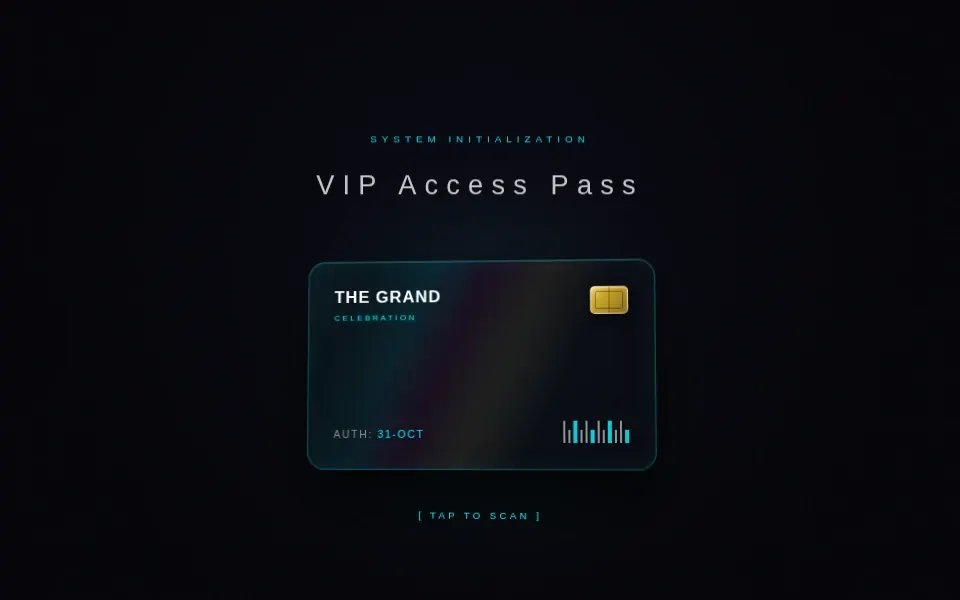 SYSTEM INITIALIZATION
VIP Access Pass
THE GRAND
CELEBRATION
AUTH: 31-OCT
[ TAP TO SCAN ]